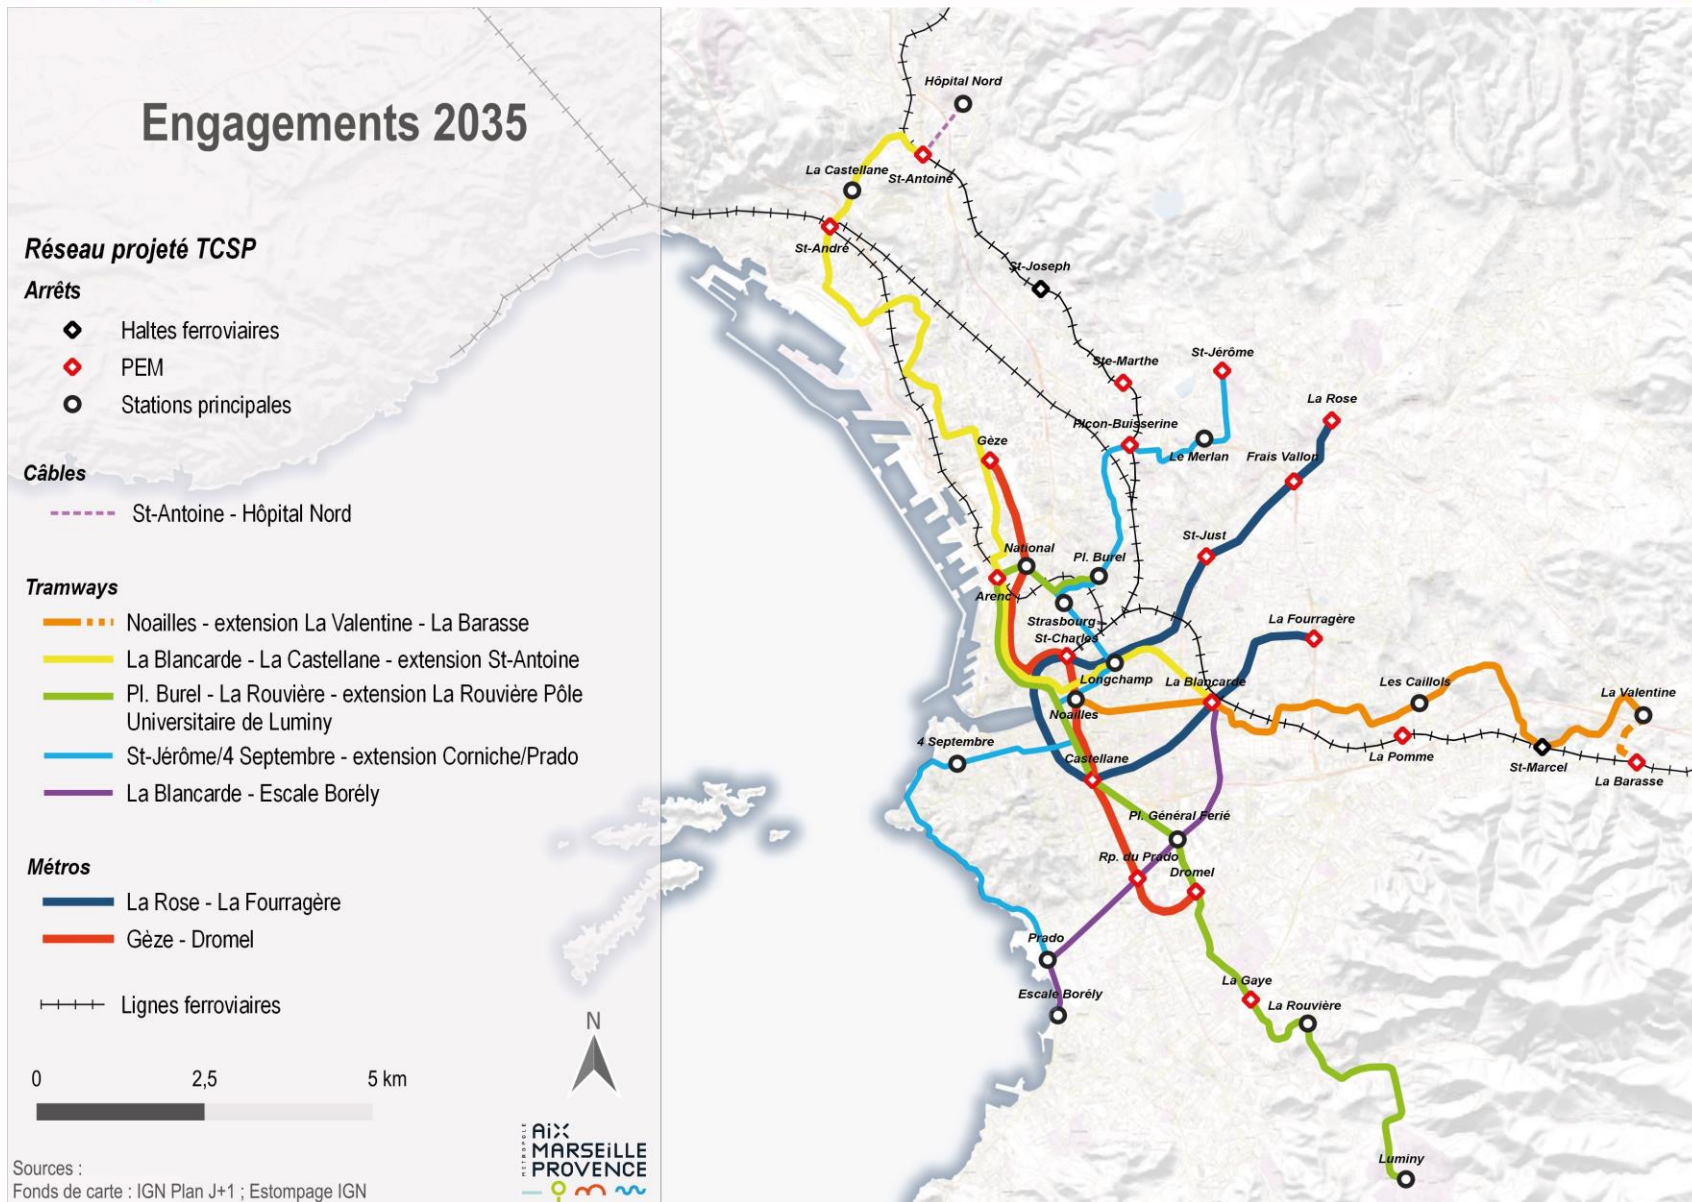 Engagements 2035
Réseau projeté TCSP
Arrêts
Haltes ferroviaires
PEM
Stations principales
Câbles
St-Antoine - Hôpital Nord
Tramways
Noailles - extension La Valentine - La Barasse
La Blancarde - La Castellane - extension St-Antoine
Pl. Burel - La Rouvière - extension La Rouvière Pôle
Universitaire de Luminy
St-Jérôme/4 Septembre - extension Corniche/Prado
La Blancarde - Escale Borély
Métros
La Rose - La Fourragère
Gèze - Dromel
Lignes ferroviaires
N
0 2,5 5 km
MÉTROPOLE
AiX
MARSEiLLE
PROVENCE
Sources :
Fonds de carte : IGN Plan J+1 ; Estompage IGN
Hôpital Nord
La Castellane
St-Antoine
St-André
St-Joseph
Ste-Marthe
St-Jérôme
La Rose
Picon-Buisserine
Gèze
Le Merlan
Frais Vallon
St-Just
National
Pl. Burel
Arenc
Strasbourg
St-Charles
La Fourragère
Longchamp
La Blancarde
Les Caillols
La Valentine
Noailles
4 Septembre
Castellane
La Pomme
St-Marcel
La Barasse
Pl. Général Ferié
Rp. du Prado
Dromel
Prado
La Gaye
Escale Borély
La Rouvière
Luminy